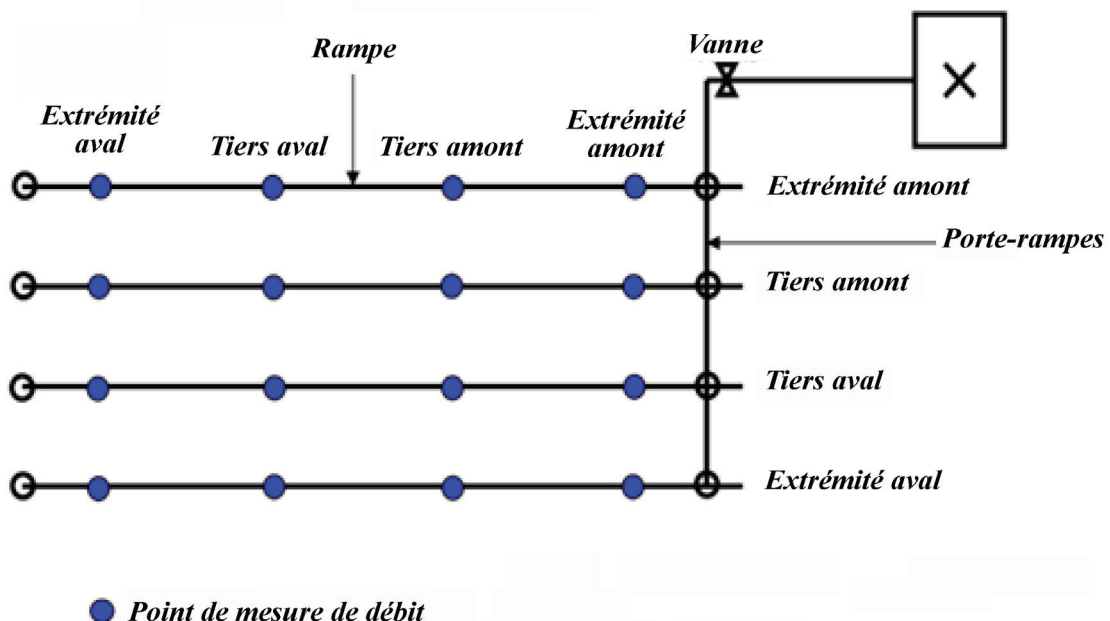 Rampe
Vanne
Extrémité
aval
Tiers aval
Tiers amont
Extrémité
amont
Extrémité amont
Porte-rampes
Tiers amont
Tiers aval
Extrémité aval
Point de mesure de débit